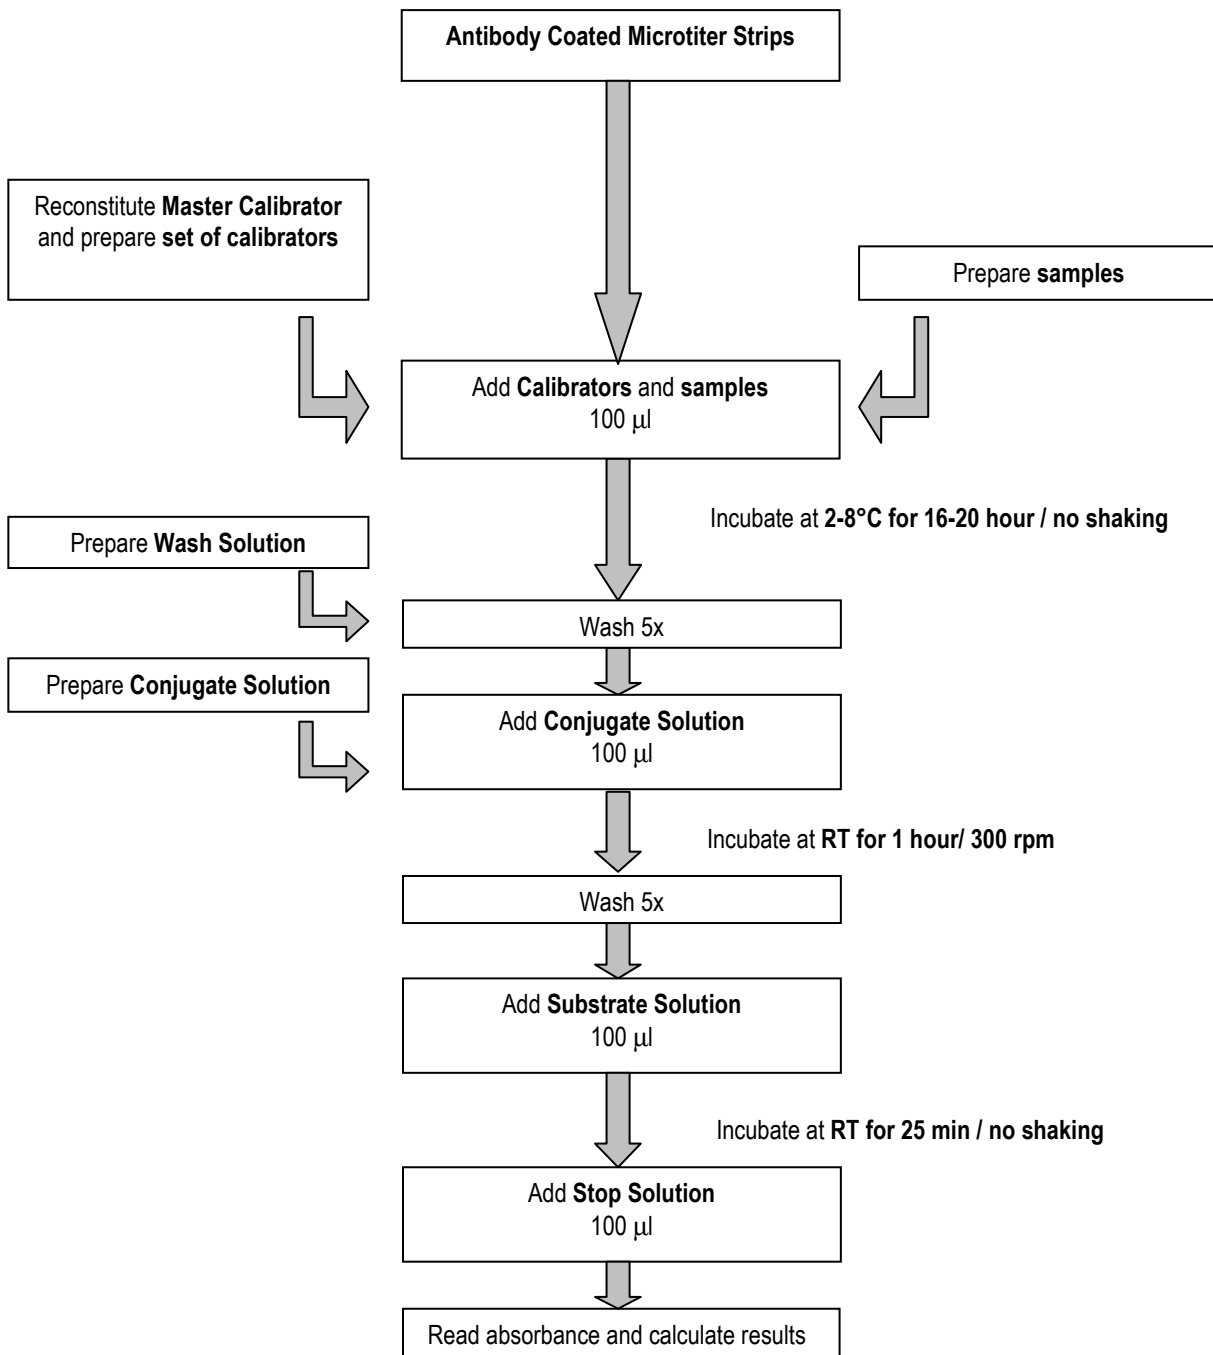 Antibody Coated Microtiter Strips
Reconstitute Master Calibrator
and prepare set of calibrators
Prepare samples
Add Calibrators and samples
100 μl
Incubate at 2-8°C for 16-20 hour / no shaking
Prepare Wash Solution
Wash 5x
Prepare Conjugate Solution
Add Conjugate Solution
100 μl
Incubate at RT for 1 hour/ 300 rpm
Wash 5x
Add Substrate Solution
100 μl
Incubate at RT for 25 min / no shaking
Add Stop Solution
100 μl
Read absorbance and calculate results